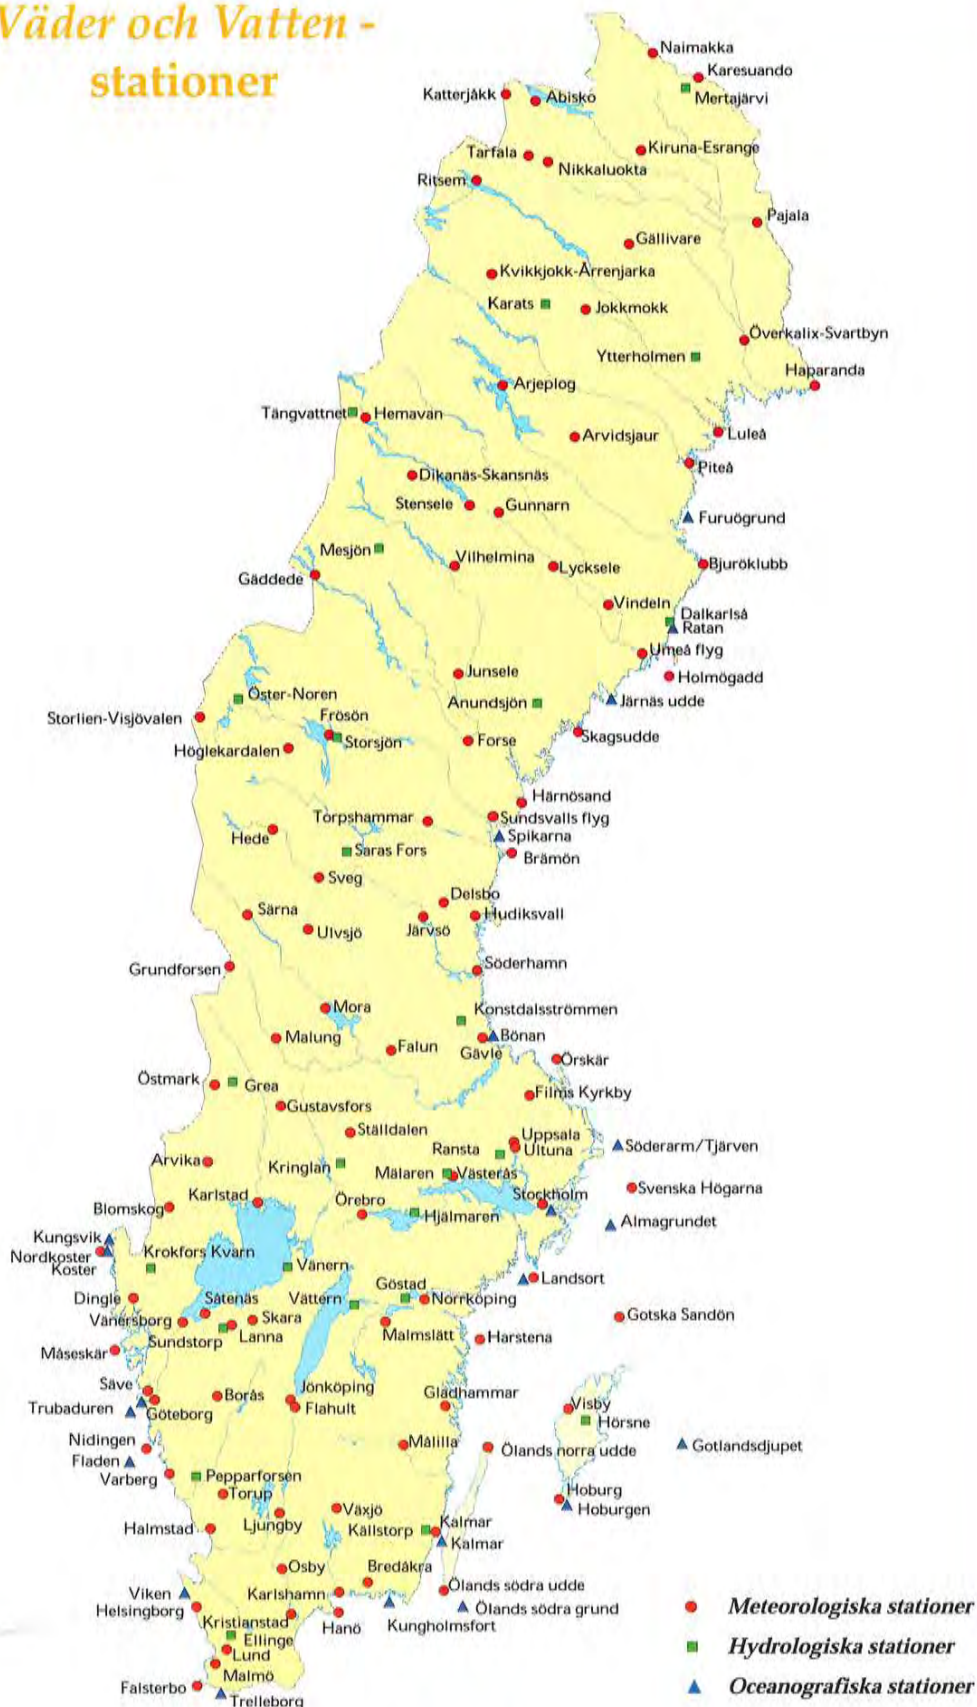 Väder och Vatten -
stationer
Naimakka
Karesuando
Mertajärvi
Katterjåkk
Abisko
Kiruna-Esrange
Tarfala
Nikkaluokta
Ritsem
Pajala
Gällivare
Kvikkjokk-Årrenjarka
Karats
Jokkmokk
Överkalix-Svartbyn
Ytterholmen
Haparanda
Arjeplog
Tängvattnet
Hemavan
Luleå
Arvidsjaur
Piteå
Dikanäs-Skansnäs
Stensele
Gunnarn
Furuögrund
Mesjön
Vilhelmina
Lycksele
Bjuröklubb
Gäddede
Vindeln
Dalkarlså
Ratan
Umeå flyg
Junsele
Holmögadd
Öster-Noren
Anundsjön
Järnäs udde
Storlien-Visjövalen
Frösön
Storsjön
Forse
Skagsudde
Höglekardalen
Härnösand
Torpshammar
Sundsvalls flyg
Spikarna
Hede
Saras Fors
Brämön
Sveg
Delsbo
Särna
Hudiksvall
Ulvsjö
Järvsö
Grundforsen
Söderhamn
Mora
Konstdalsströmmen
Malung
Bönan
Falun
Gävle
Örskär
Östmark
Grea
Films Kyrkby
Gustavsfors
Ställdalen
Uppsala
Ultuna
Söderarm/Tjärven
Ransta
Arvika
Kringlan
Mälaren
Västerås
Svenska Högarna
Karlstad
Örebro
Stockholm
Blomskog
Hjälmaren
Almagrundet
Kungsvik
Nordkoster
Koster
Krokfors Kvarn
Vänern
Landsort
Göstad
Dingle
Såtenäs
Vättern
Norrköping
Vänersborg
Skara
Gotska Sandön
Sundstorp
Lanna
Malmslätt
Harstena
Måseskär
Säve
Borås
Jönköping
Gladhammar
Trubaduren
Göteborg
Flahult
Visby
Hörsne
Nidingen
Målilla
Ölands norra udde
Gotlandsdjupet
Fladen
Varberg
Pepparforsen
Torup
Hoburg
Hoburgen
Halmstad
Ljungby
Växjö
Källstorp
Kalmar
Kalmar
Osby
Bredåkra
Viken
Karlshamn
Ölands södra udde
Helsingborg
Kristianstad
Hanö
Kungholmsfort
Ölands södra grund
Ellinge
Lund
Malmö
Falsterbo
Trelleborg
Meteorologiska stationer
Hydrologiska stationer
Oceanografiska stationer